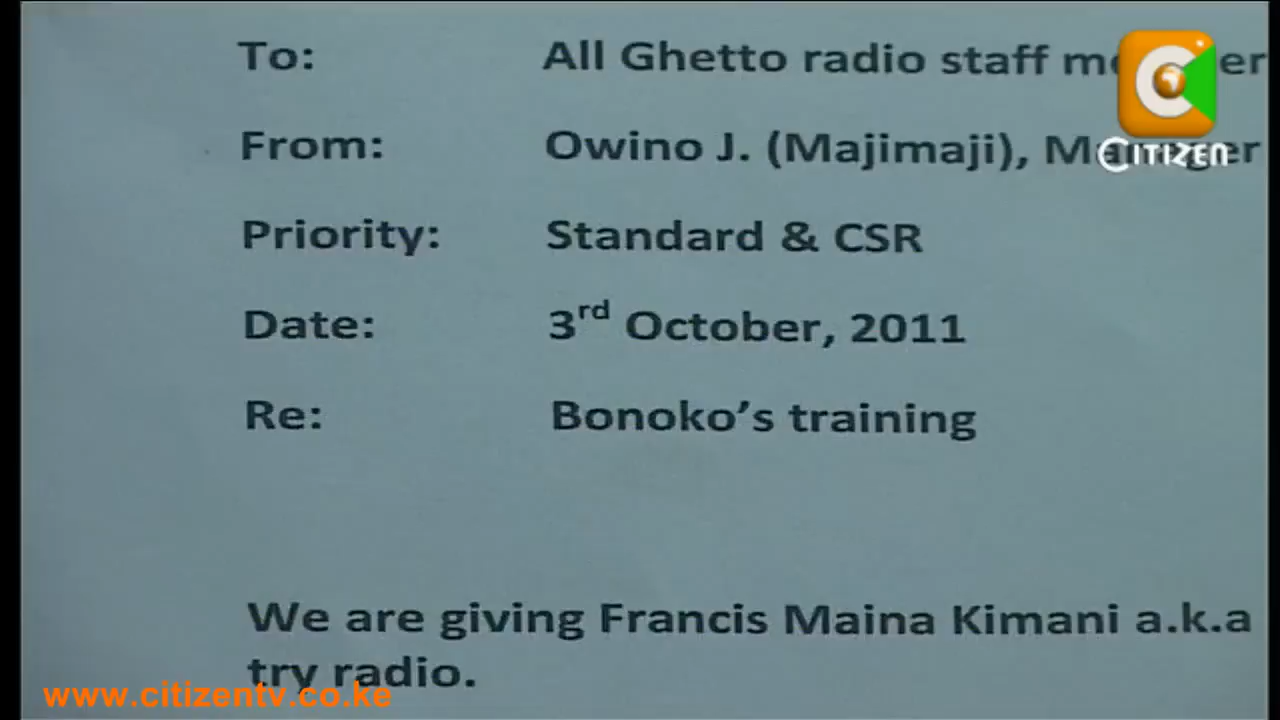 To: All Ghetto radio staff
From: Owino J. (Majimaji), Manager
Priority: Standard & CSR
Date: 3rd October, 2011
Re: Bonoko's training
We are giving Francis Maina Kimani a.k.a
try radio.
CITIZEN
www.citizentv.co.ke